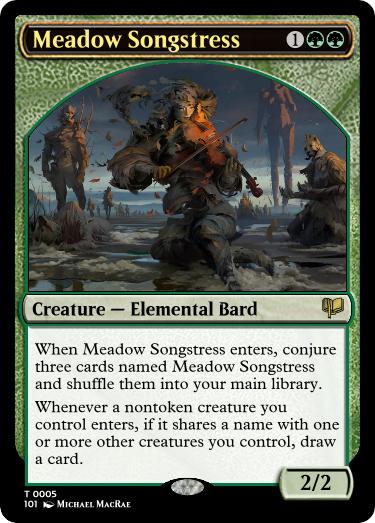 Meadow Songstress 1
Creature — Elemental Bard
When Meadow Songstress enters, conjure
three cards named Meadow Songstress
and shuffle them into your main library.
Whenever a nontoken creature you
control enters, if it shares a name with one
or more other creatures you control, draw
a card.
2/2
T 0005
101 Michael MacRae